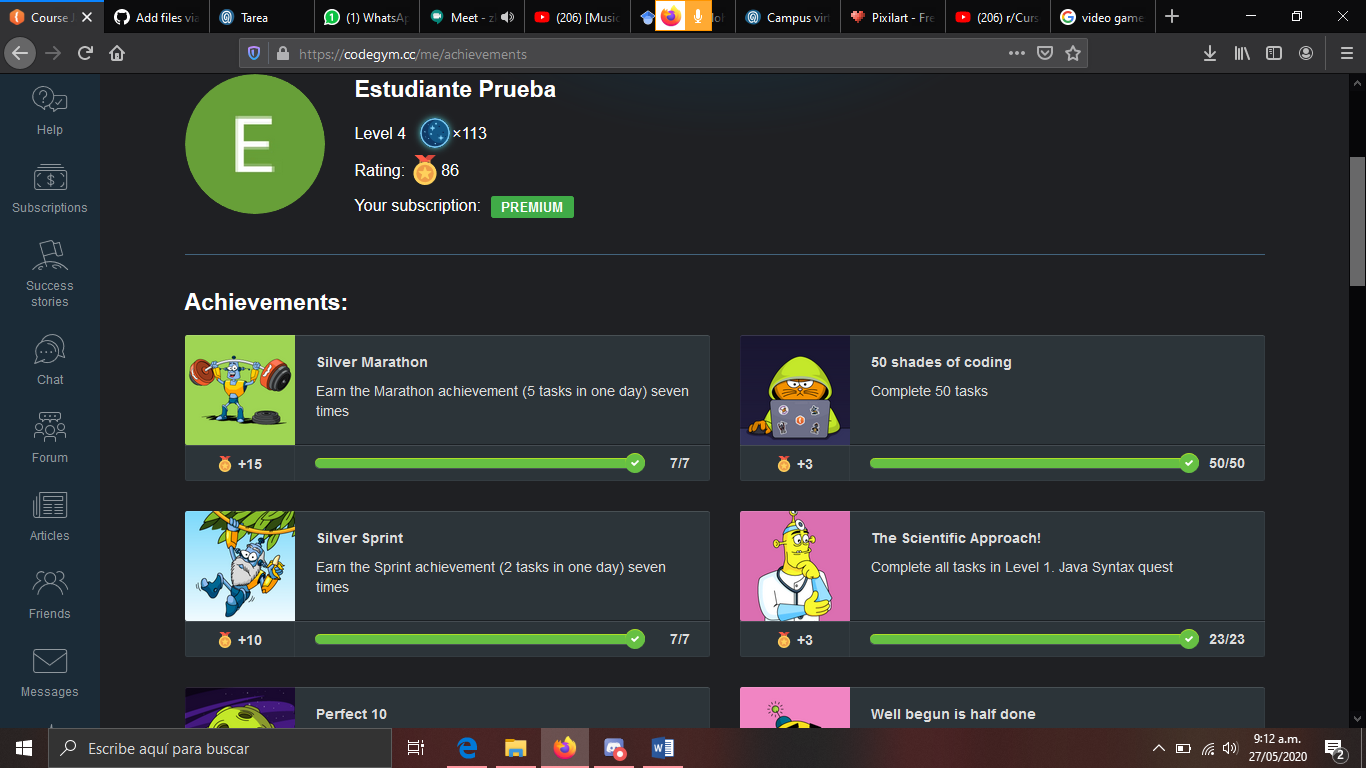 Course J
Add files via
Tarea
(1) WhatsAp
Meet - zl
(206) [Music
Campus virt
Pixilart - Fre
(206) r/Curs
video game
https://codegym.cc/me/achievements
Help
Subscriptions
Success
stories
Chat
Forum
Articles
Friends
Messages
E
Estudiante Prueba
Level 4 ×113
Rating: 86
Your subscription: PREMIUM
Achievements:
Silver Marathon
Earn the Marathon achievement (5 tasks in one day) seven
times
+15
7/7
50 shades of coding
Complete 50 tasks
+3
50/50
Silver Sprint
Earn the Sprint achievement (2 tasks in one day) seven
times
+10
7/7
The Scientific Approach!
Complete all tasks in Level 1. Java Syntax quest
+3
23/23
Perfect 10
Well begun is half done
Escribe aquí para buscar
9:12 a.m.
27/05/2020
2